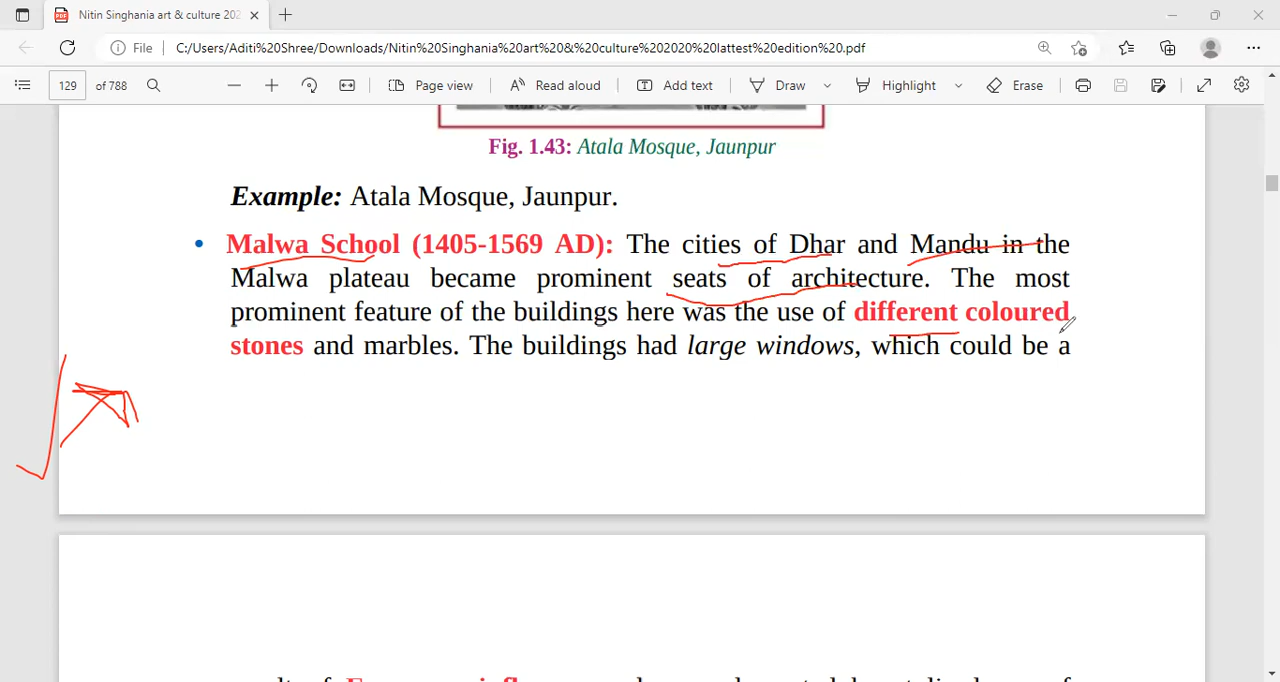 Nitin Singhania art & culture 202
File C:/Users/Aditi%20Shree/Downloads/Nitin%20Singhania%20art%20&%20culture%202020%20lattest%20edition%20.pdf
129 of 788 Page view Read aloud Add text Draw Highlight Erase
Fig. 1.43: Atala Mosque, Jaunpur
Example: Atala Mosque, Jaunpur.
• Malwa School (1405-1569 AD): The cities of Dhar and Mandu in the
Malwa plateau became prominent seats of architecture. The most
prominent feature of the buildings here was the use of different coloured
stones and marbles. The buildings had large windows, which could be a